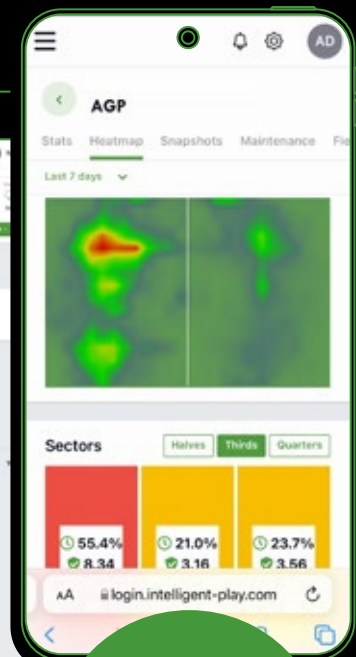 AD
AGP
Stats Heatmap Snapshots Maintenance Fie
Last 7 days
Sectors Halves Thirds Quarters
55.4% 21.0% 23.7%
8.34 3.16 3.56
AA login.intelligent-play.com